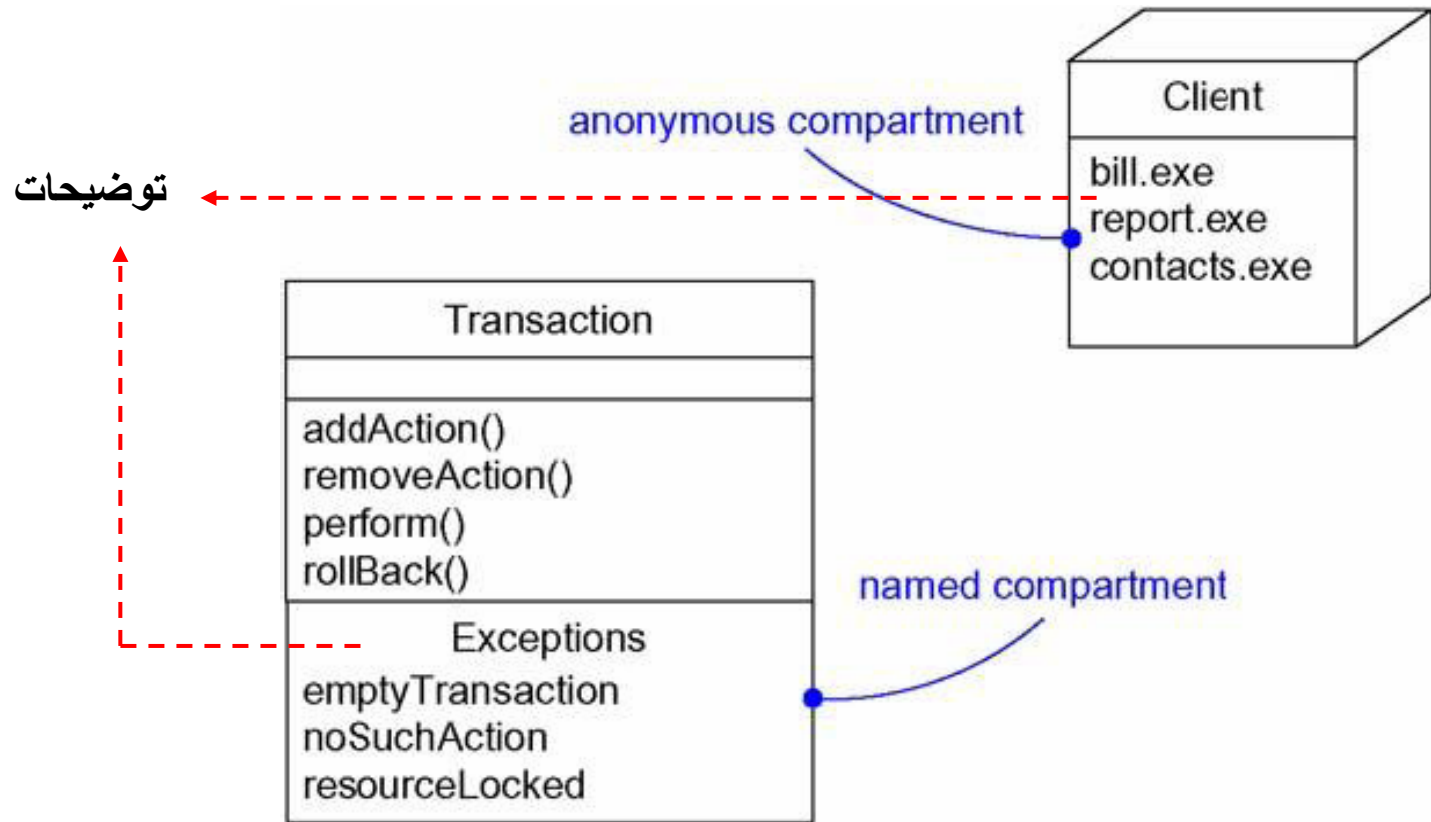 Client
anonymous compartment
bill.exe
report.exe
contacts.exe
توضیحات
Transaction
addAction()
removeAction()
perform()
rollBack()
named compartment
Exceptions
emptyTransaction
noSuchAction
resourceLocked